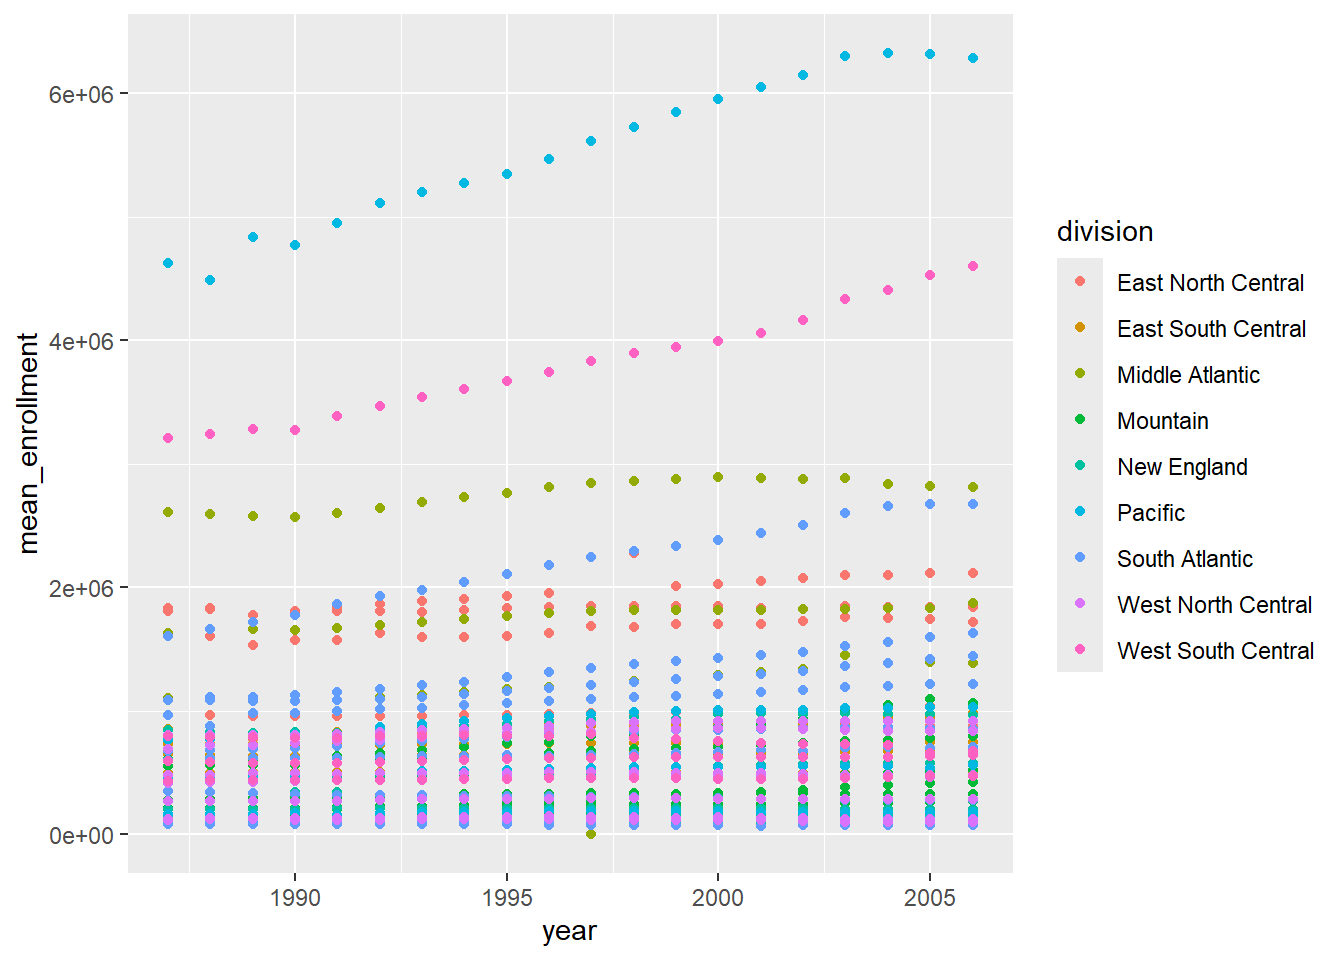 6e+06
4e+06
2e+06
0e+00
mean_enrollment
1990
1995
2000
2005
year
division
East North Central
East South Central
Middle Atlantic
Mountain
New England
Pacific
South Atlantic
West North Central
West South Central